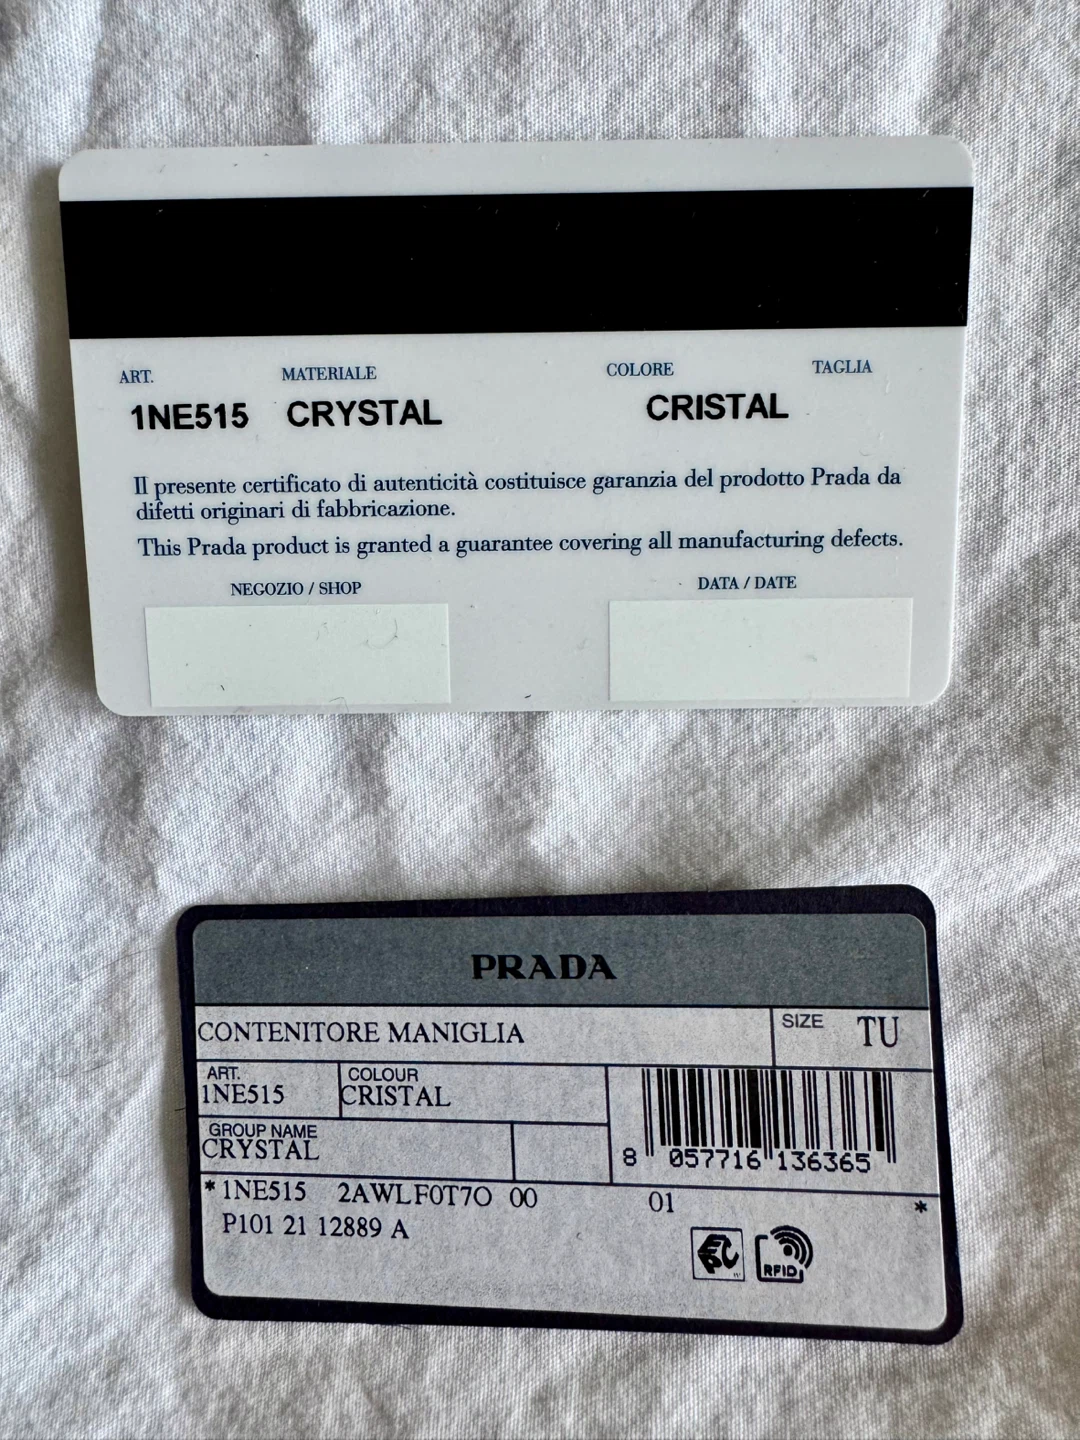 ART. MATERIALE COLORE TAGLIA
1NE515 CRYSTAL CRISTAL
Il presente certificato di autenticità costituisce garanzia del prodotto Prada da
difetti originari di fabbricazione.
This Prada product is granted a guarantee covering all manufacturing defects.
NEGOZIO / SHOP DATA / DATE
PRADA
CONTENITORE MANIGLIA SIZE TU
ART. COLOUR
1NE515 CRISTAL
GROUP NAME
CRYSTAL
8 057716 136365
*1NE515 2AWLF0T7O 00 01 *
P101 21 12889 A
EPC RFID